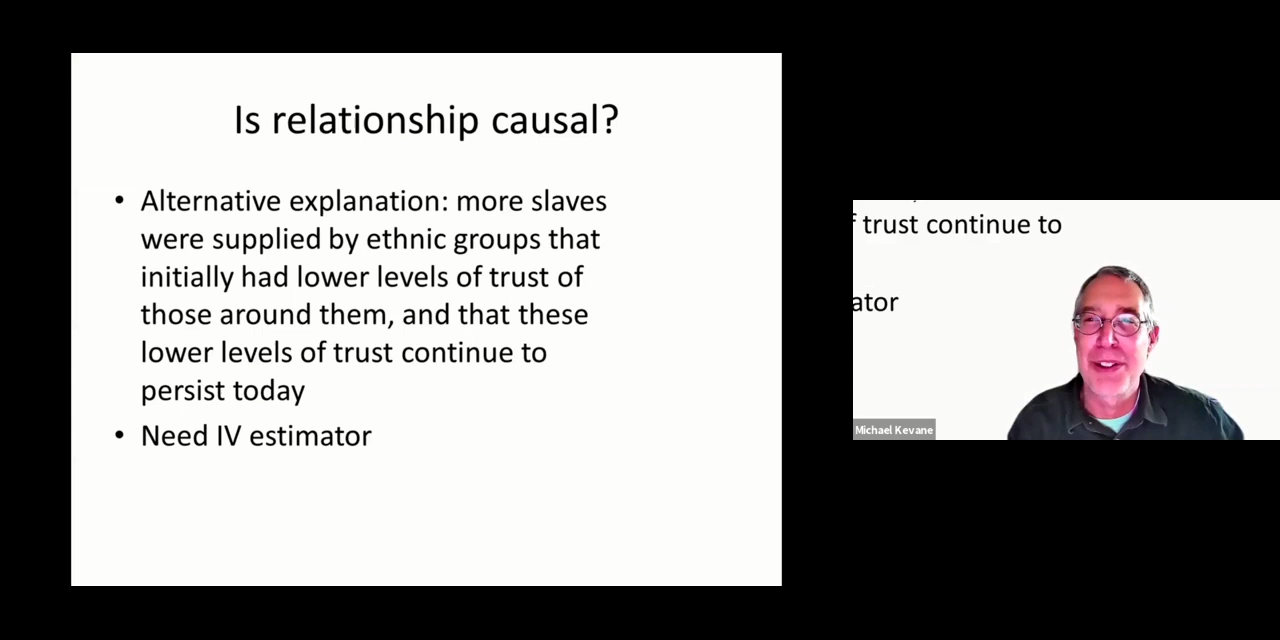 Is relationship causal?
• Alternative explanation: more slaves
were supplied by ethnic groups that
initially had lower levels of trust of
those around them, and that these
lower levels of trust continue to
persist today
• Need IV estimator
f trust continue to
ator
Michael Kevane